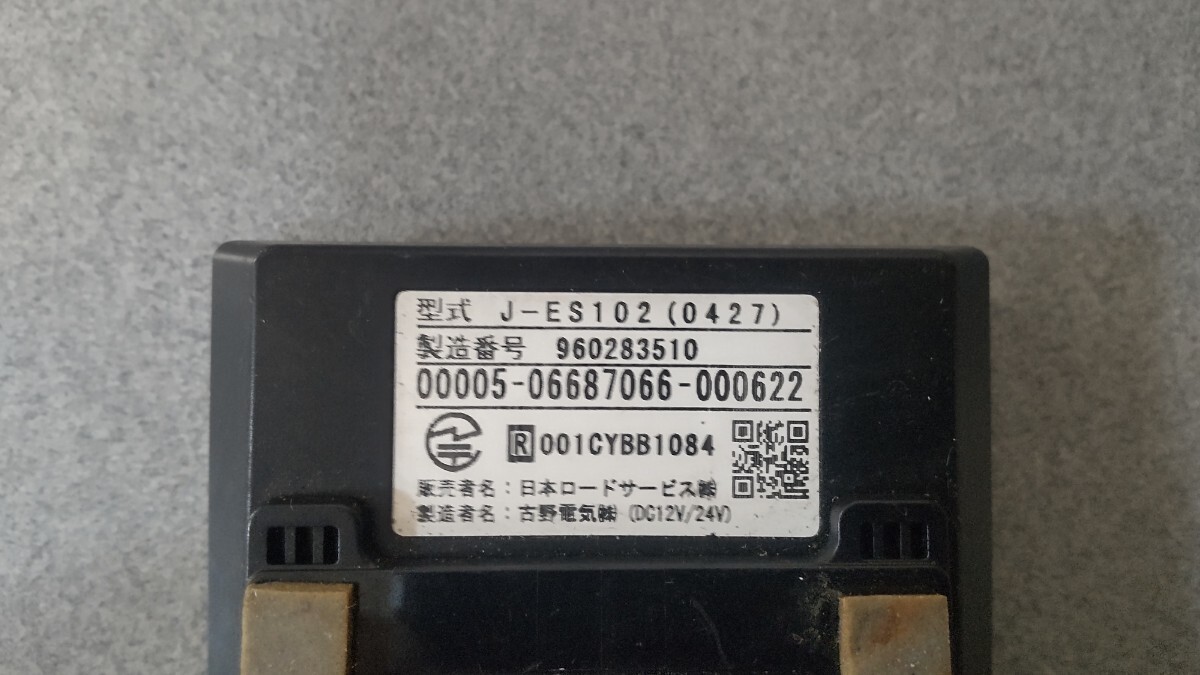 型式 J-ES102(0427)
製造番号 960283510
00005-06687066-000622
R 001CYBB1084
販売者名:日本ロードサービス㈱
製造者名:古野電気㈱ (DC12V/24V)